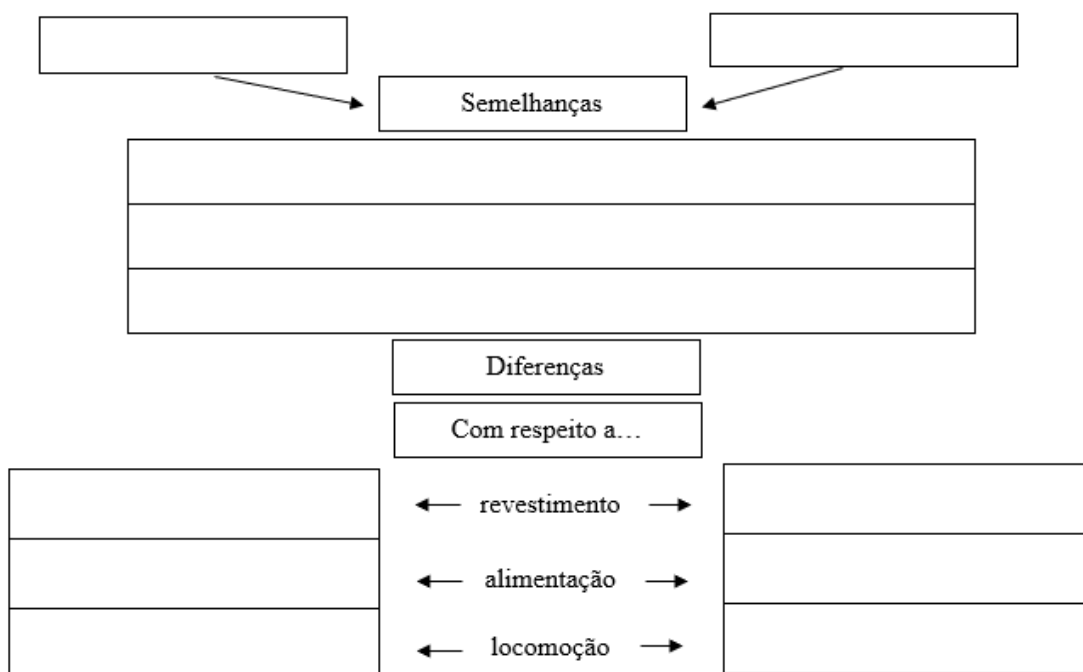 Semelhanças
Diferenças
Com respeito a…
revestimento
alimentação
locomoção